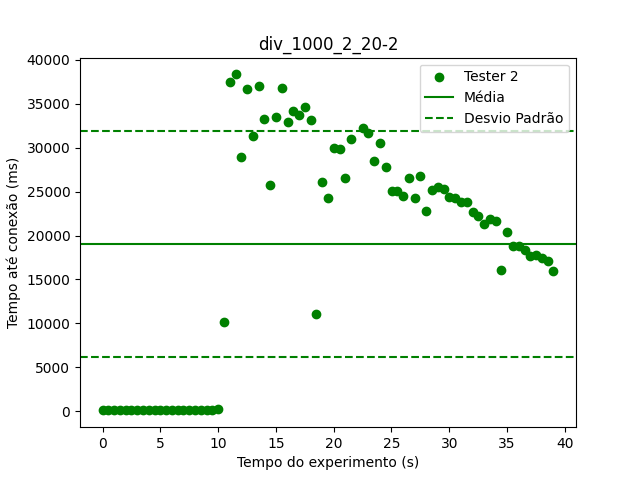 div_1000_2_20-2
Tester 2
Média
Desvio Padrão
Tempo até conexão (ms)
40000
35000
30000
25000
20000
15000
10000
5000
0
0 5 10 15 20 25 30 35 40
Tempo do experimento (s)